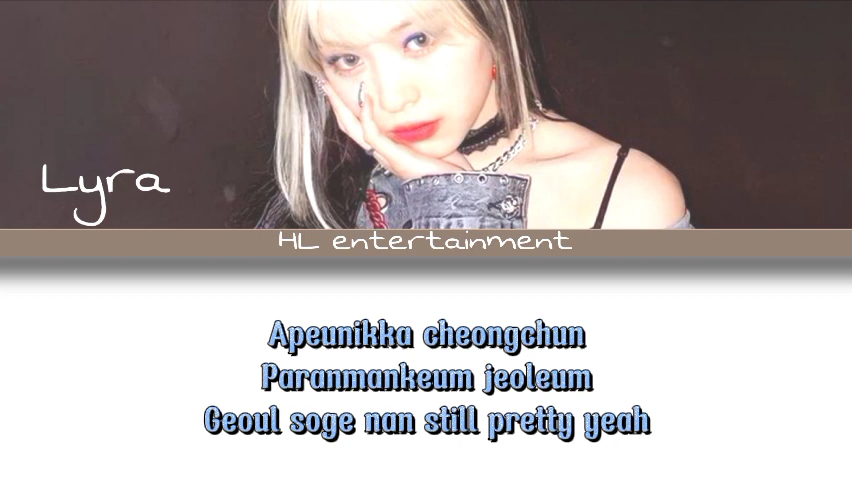 Lyra
HL entertainment
Apeunikka cheongchun
Paranmankeum jeoleum
Geoul soge nan still pretty yeah